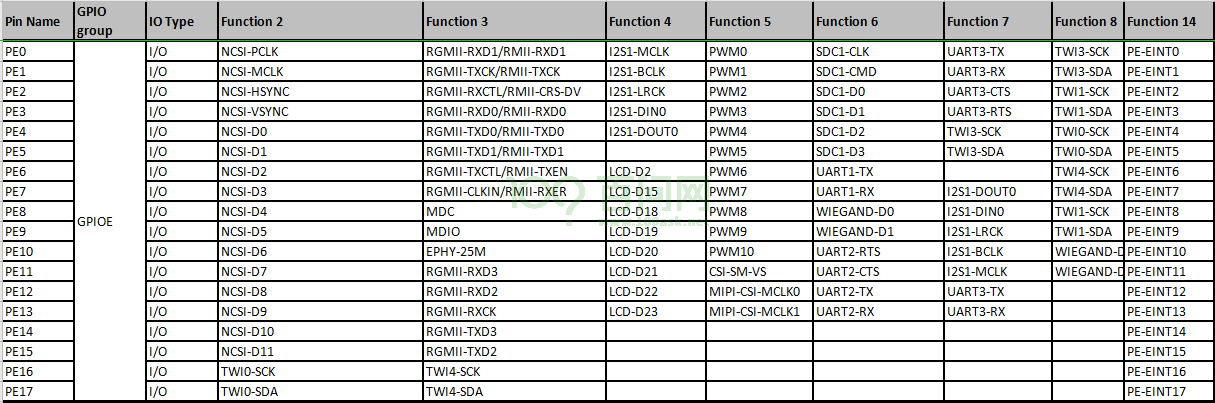 Pin Name GPIO group IO Type Function 2 Function 3 Function 4 Function 5 Function 6 Function 7 Function 8 Function 14
PE0 I/O NCSI-PCLK RGMII-RXD1/RMII-RXD1 I2S1-MCLK PWM0 SDC1-CLK UART3-TX TWI3-SCK PE-EINT0
PE1 I/O NCSI-MCLK RGMII-TXCK/RMII-TXCK I2S1-BCLK PWM1 SDC1-CMD UART3-RX TWI3-SDA PE-EINT1
PE2 I/O NCSI-HSYNC RGMII-RXCTL/RMII-CRS-DV I2S1-LRCK PWM2 SDC1-D0 UART3-CTS TWI1-SCK PE-EINT2
PE3 I/O NCSI-VSYNC RGMII-RXD0/RMII-RXD0 I2S1-DIN0 PWM3 SDC1-D1 UART3-RTS TWI1-SDA PE-EINT3
PE4 I/O NCSI-D0 RGMII-TXD0/RMII-TXD0 I2S1-DOUT0 PWM4 SDC1-D2 TWI3-SCK TWI0-SCK PE-EINT4
PE5 I/O NCSI-D1 RGMII-TXD1/RMII-TXD1 PWM5 SDC1-D3 TWI3-SDA TWI0-SDA PE-EINT5
PE6 I/O NCSI-D2 RGMII-TXCTL/RMII-TXEN LCD-D2 PWM6 UART1-TX TWI4-SCK PE-EINT6
PE7 I/O NCSI-D3 RGMII-CLKIN/RMII-RXER LCD-D15 PWM7 UART1-RX I2S1-DOUT0 TWI4-SDA PE-EINT7
PE8 I/O NCSI-D4 MDC LCD-D18 PWM8 WIEGAND-D0 I2S1-DIN0 TWI1-SCK PE-EINT8
GPIOE
PE9 I/O NCSI-D5 MDIO LCD-D19 PWM9 WIEGAND-D1 I2S1-LRCK TWI1-SDA PE-EINT9
PE10 I/O NCSI-D6 EPHY-25M LCD-D20 PWM10 UART2-RTS I2S1-BCLK WIEGAND-D PE-EINT10
PE11 I/O NCSI-D7 RGMII-RXD3 LCD-D21 CSI-SM-VS UART2-CTS I2S1-MCLK WIEGAND-D PE-EINT11
PE12 I/O NCSI-D8 RGMII-RXD2 LCD-D22 MIPI-CSI-MCLK0 UART2-TX UART3-TX PE-EINT12
PE13 I/O NCSI-D9 RGMII-RXCK LCD-D23 MIPI-CSI-MCLK1 UART2-RX UART3-RX PE-EINT13
PE14 I/O NCSI-D10 RGMII-TXD3 PE-EINT14
PE15 I/O NCSI-D11 RGMII-TXD2 PE-EINT15
PE16 I/O TWI0-SCK TWI4-SCK PE-EINT16
PE17 I/O TWI0-SDA TWI4-SDA PE-EINT17
百问网